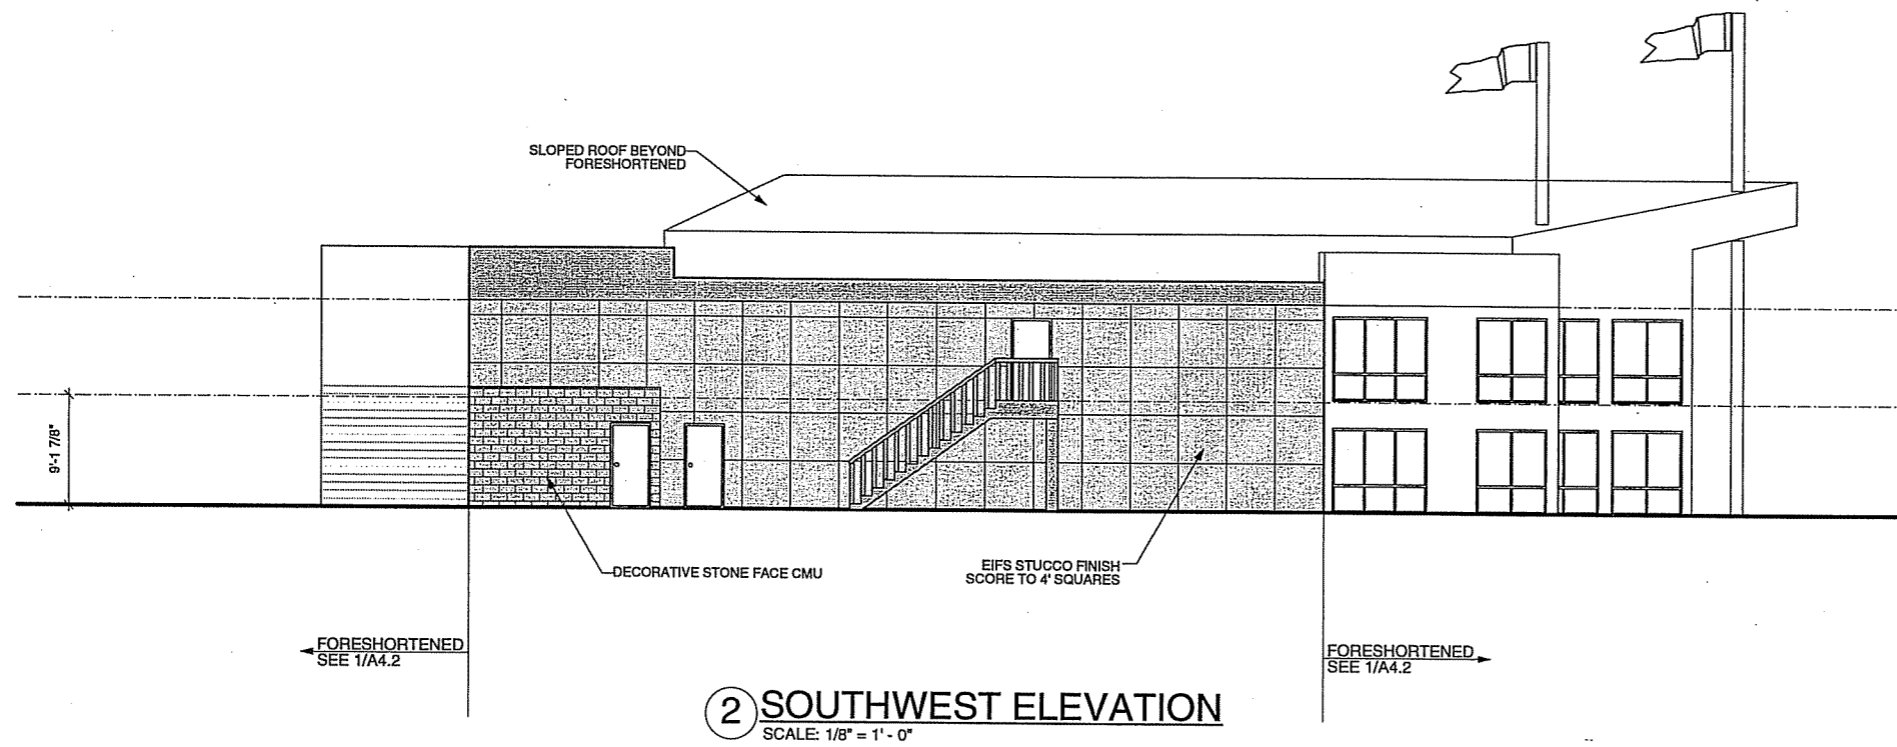 SLOPED ROOF BEYOND
FORESHORTENED
9'-1 7/8"
DECORATIVE STONE FACE CMU
EIFS STUCCO FINISH
SCORE TO 4' SQUARES
FORESHORTENED
SEE 1/A4.2
FORESHORTENED
SEE 1/A4.2
2 SOUTHWEST ELEVATION
SCALE: 1/8" = 1' - 0"